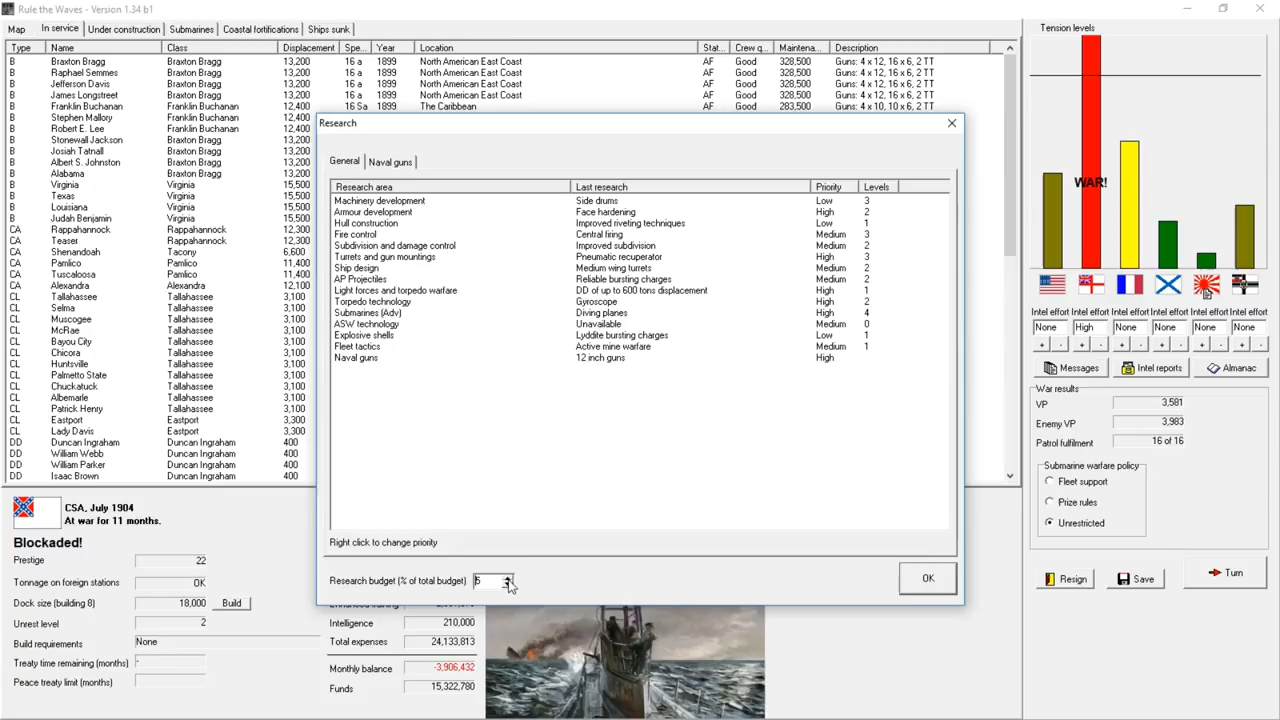 Rule the Waves - Version 1.34 b1
Map In service Under construction Submarines Coastal fortifications Ships sunk
Type Name Class Displacement Spe... Year Location Stat... Crew q... Maintena... Description
B Braxton Bragg Braxton Bragg 13,200 16 a 1899 North American East Coast AF Good 328,500 Guns: 4 x 12, 16 x 6, 2 TT
B Raphael Semmes Braxton Bragg 13,200 16 a 1899 North American East Coast AF Good 328,500 Guns: 4 x 12, 16 x 6, 2 TT
B Jefferson Davis Braxton Bragg 13,200 16 a 1899 North American East Coast AF Good 328,500 Guns: 4 x 12, 16 x 6, 2 TT
B James Longstreet Braxton Bragg 13,200 16 a 1899 North American East Coast AF Good 328,500 Guns: 4 x 12, 16 x 6, 2 TT
B Franklin Buchanan Franklin Buchanan 12,400 16 Sa 1899 The Caribbean AF Good 283,500 Guns: 4 x 10, 10 x 6, 2 TT
B Stephen Mallory Franklin Buchanan 12,400
B Robert E. Lee Franklin Buchanan 12,400
B Stonewall Jackson Braxton Bragg 13,200
B Josiah Tatnall Braxton Bragg 13,200
B Albert S. Johnston Braxton Bragg 13,200
B Alabama Braxton Bragg 13,200
B Virginia Virginia 15,500
B Texas Virginia 15,500
B Louisiana Virginia 15,500
B Judah Benjamin Virginia 15,500
CA Rappahannock Rappahannock 12,300
CA Teaser Rappahannock 12,300
CA Shenandoah Tacony 6,600
CA Pamlico Pamlico 11,400
CA Tuscaloosa Pamlico 11,400
CA Alexandria Alexandria 12,100
CL Tallahassee Tallahassee 3,100
CL Selma Tallahassee 3,100
CL Muscogee Tallahassee 3,100
CL McRae Tallahassee 3,100
CL Bayou City Tallahassee 3,100
CL Chicora Tallahassee 3,100
CL Huntsville Tallahassee 3,100
CL Palmetto State Tallahassee 3,100
CL Chuckatuck Tallahassee 3,100
CL Albemarle Tallahassee 3,100
CL Patrick Henry Tallahassee 3,100
CL Eastport Eastport 3,300
CL Lady Davis Eastport 3,300
DD Duncan Ingraham Duncan Ingraham 400
DD William Webb Duncan Ingraham 400
DD William Parker Duncan Ingraham 400
DD Isaac Brown Duncan Ingraham 400
Research
General Naval guns
Research area Last research Priority Levels
Machinery development Side drums Low 3
Armour development Face hardening High 2
Hull construction Improved riveting techniques Low 1
Fire control Central firing Medium 3
Subdivision and damage control Improved subdivision Medium 2
Turrets and gun mountings Pneumatic recuperator High 3
Ship design Medium wing turrets Medium 2
AP Projectiles Reliable bursting charges Medium 2
Light forces and torpedo warfare DD of up to 600 tons displacement High 1
Torpedo technology Gyroscope High 2
Submarines (Adv) Diving planes High 4
ASW technology Unavailable Medium 0
Explosive shells Lyddite bursting charges Low 1
Fleet tactics Active mine warfare Medium 1
Naval guns 12 inch guns High
Right click to change priority
Research budget (% of total budget)
OK
Tension levels
WAR!
Intel effort Intel effort Intel effort Intel effort Intel effort Intel effort
None High None None None None
+ - + - + - + - + - + -
Messages Intel reports Almanac
War results
VP 3,581
Enemy VP 3,983
Patrol fulfilment 16 of 16
Submarine warfare policy
Fleet support
Prize rules
Unrestricted
Resign Save Turn
CSA, July 1904
At war for 11 months.
Blockaded!
Prestige 22
Tonnage on foreign stations OK
Dock size (building 8) 18,000 Build
Unrest level 2
Build requirements None
Treaty time remaining (months) -
Peace treaty limit (months)
Intelligence 210,000
Total expenses 24,133,813
Monthly balance -3,906,432
Funds 15,322,780